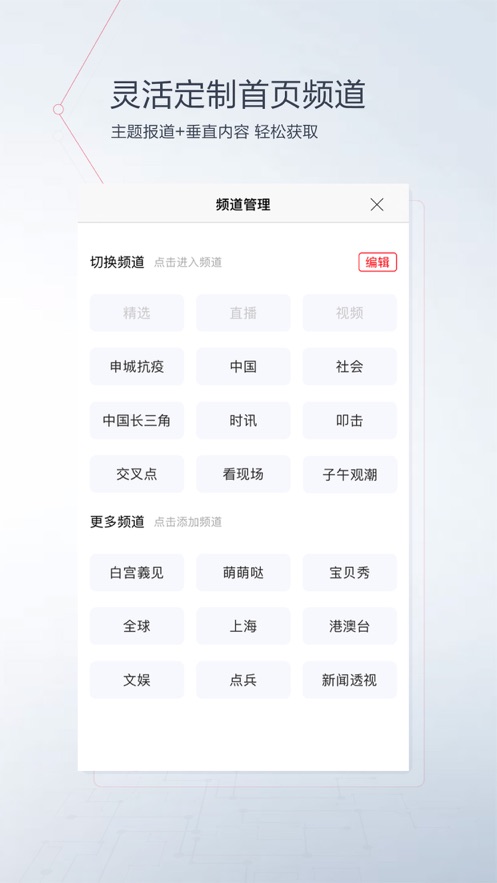 灵活定制首页频道
主题报道+垂直内容 轻松获取
频道管理
切换频道 点击进入频道 编辑
精选 直播 视频
申城抗疫 中国 社会
中国长三角 时讯 叩击
交叉点 看现场 子午观潮
更多频道 点击添加频道
白宫義见 萌萌哒 宝贝秀
全球 上海 港澳台
文娱 点兵 新闻透视